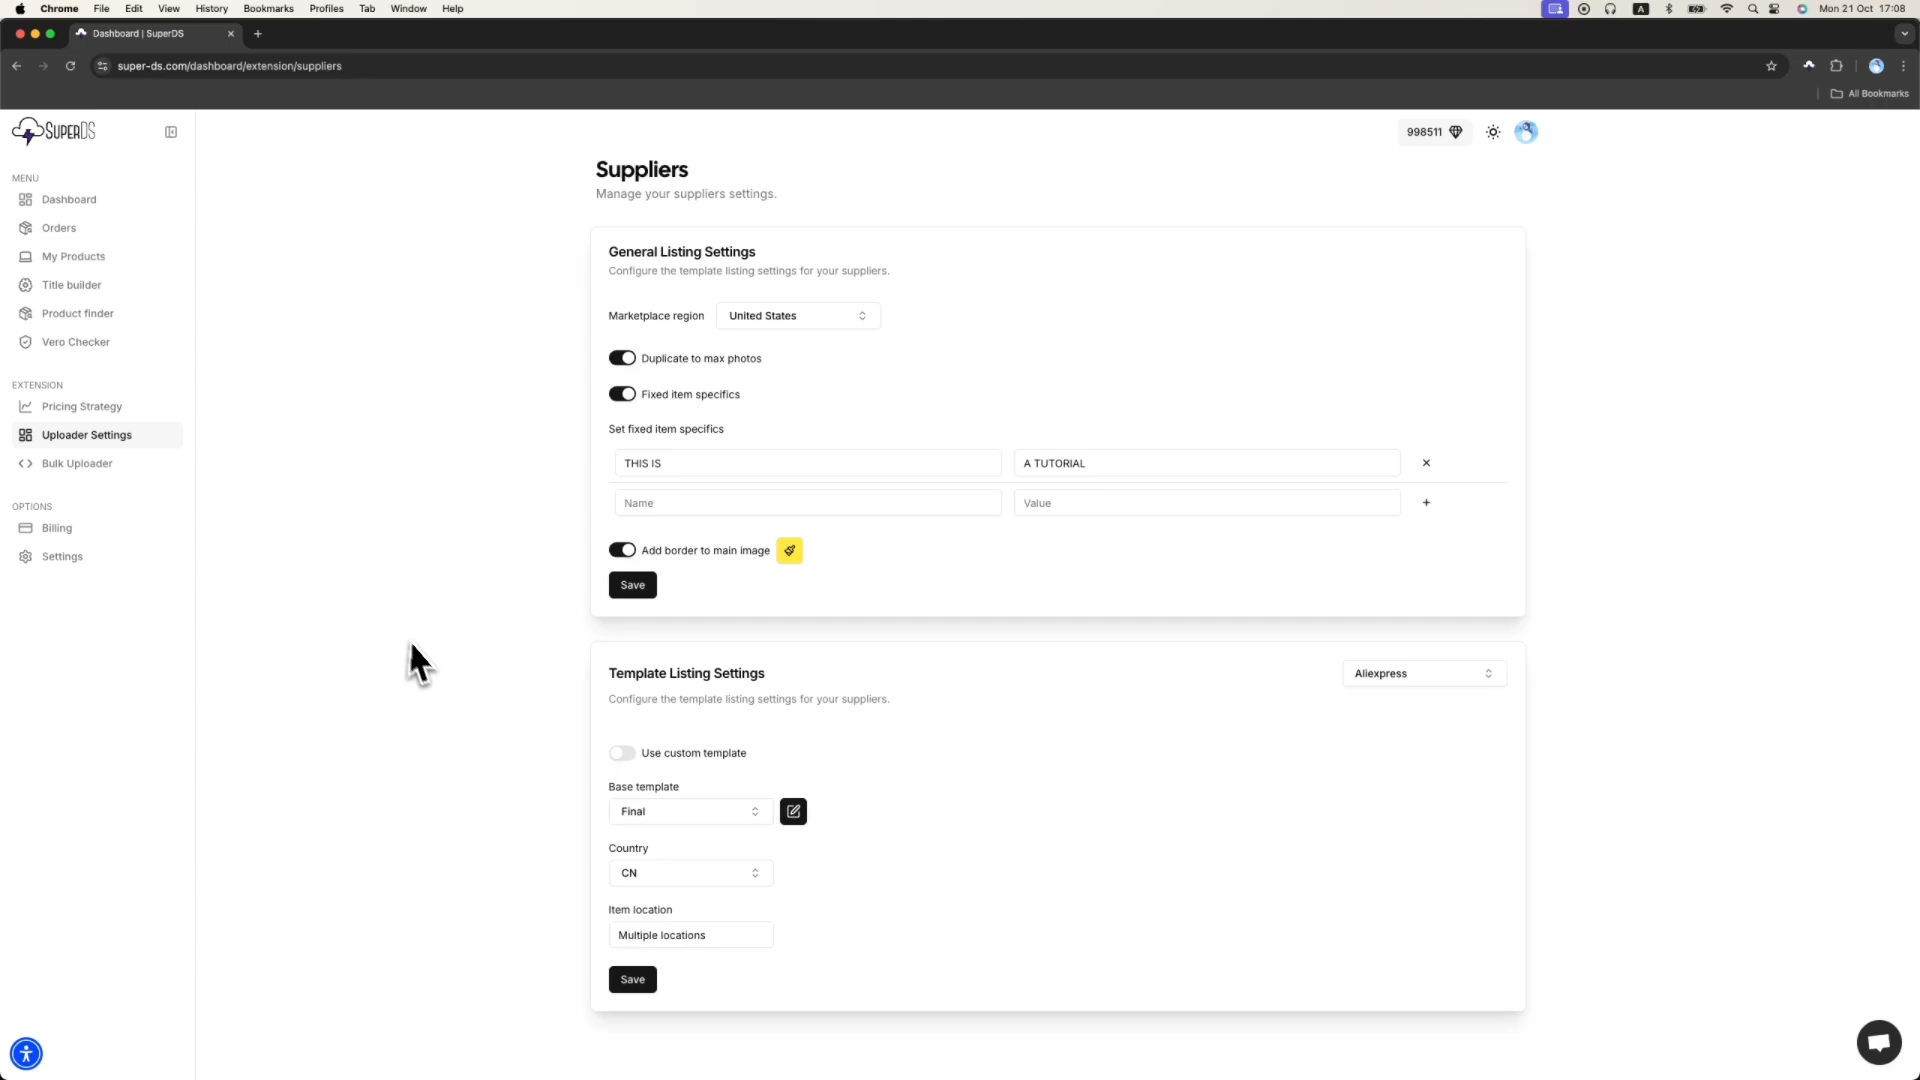 Chrome File Edit View History Bookmarks Profiles Tab Window Help
A
Mon 21 Oct 17:08
Dashboard | SuperDS
super-ds.com/dashboard/extension/suppliers
All Bookmarks
SUPERDS
998511
MENU
Dashboard
Orders
My Products
Title builder
Product finder
Vero Checker
EXTENSION
Pricing Strategy
Uploader Settings
Bulk Uploader
OPTIONS
Billing
Settings
Suppliers
Manage your suppliers settings.
General Listing Settings
Configure the template listing settings for your suppliers.
Marketplace region United States
Duplicate to max photos
Fixed item specifics
Set fixed item specifics
THIS IS A TUTORIAL
Name Value
Add border to main image
Save
Template Listing Settings Aliexpress
Configure the template listing settings for your suppliers.
Use custom template
Base template
Final
Country
CN
Item location
Multiple locations
Save